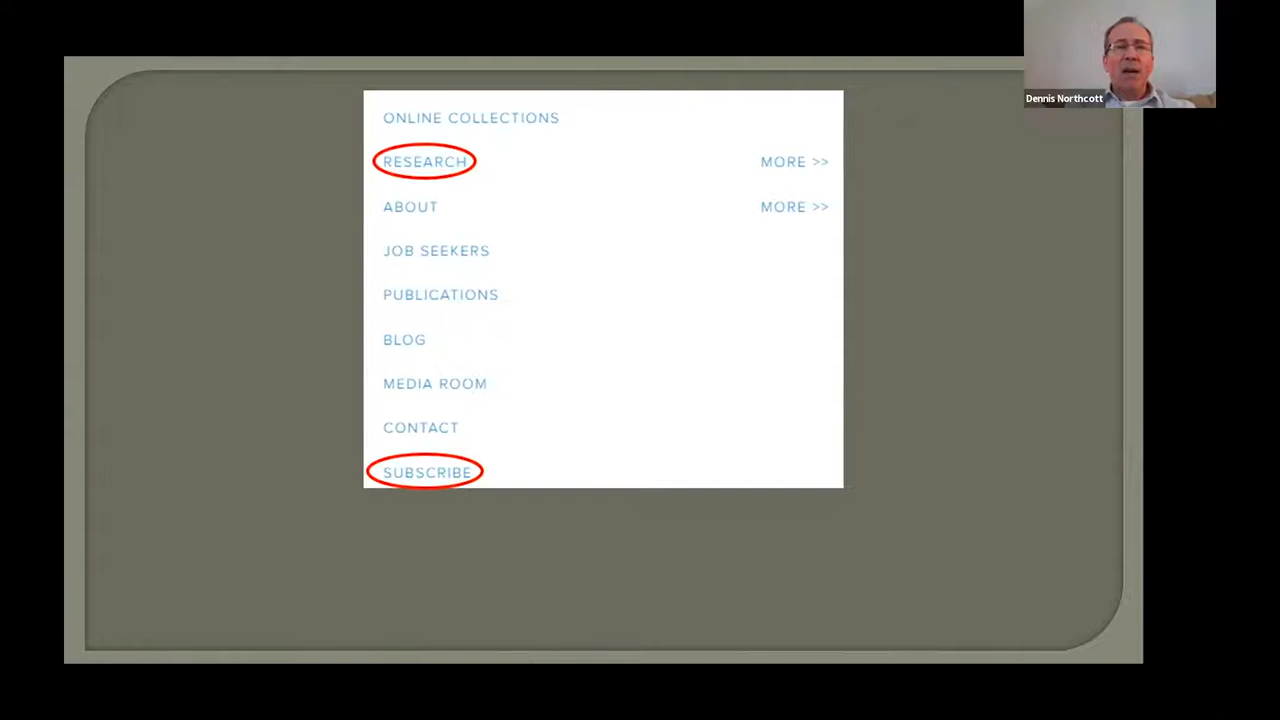 Dennis Northcott
ONLINE COLLECTIONS
RESEARCH MORE >>
ABOUT MORE >>
JOB SEEKERS
PUBLICATIONS
BLOG
MEDIA ROOM
CONTACT
SUBSCRIBE